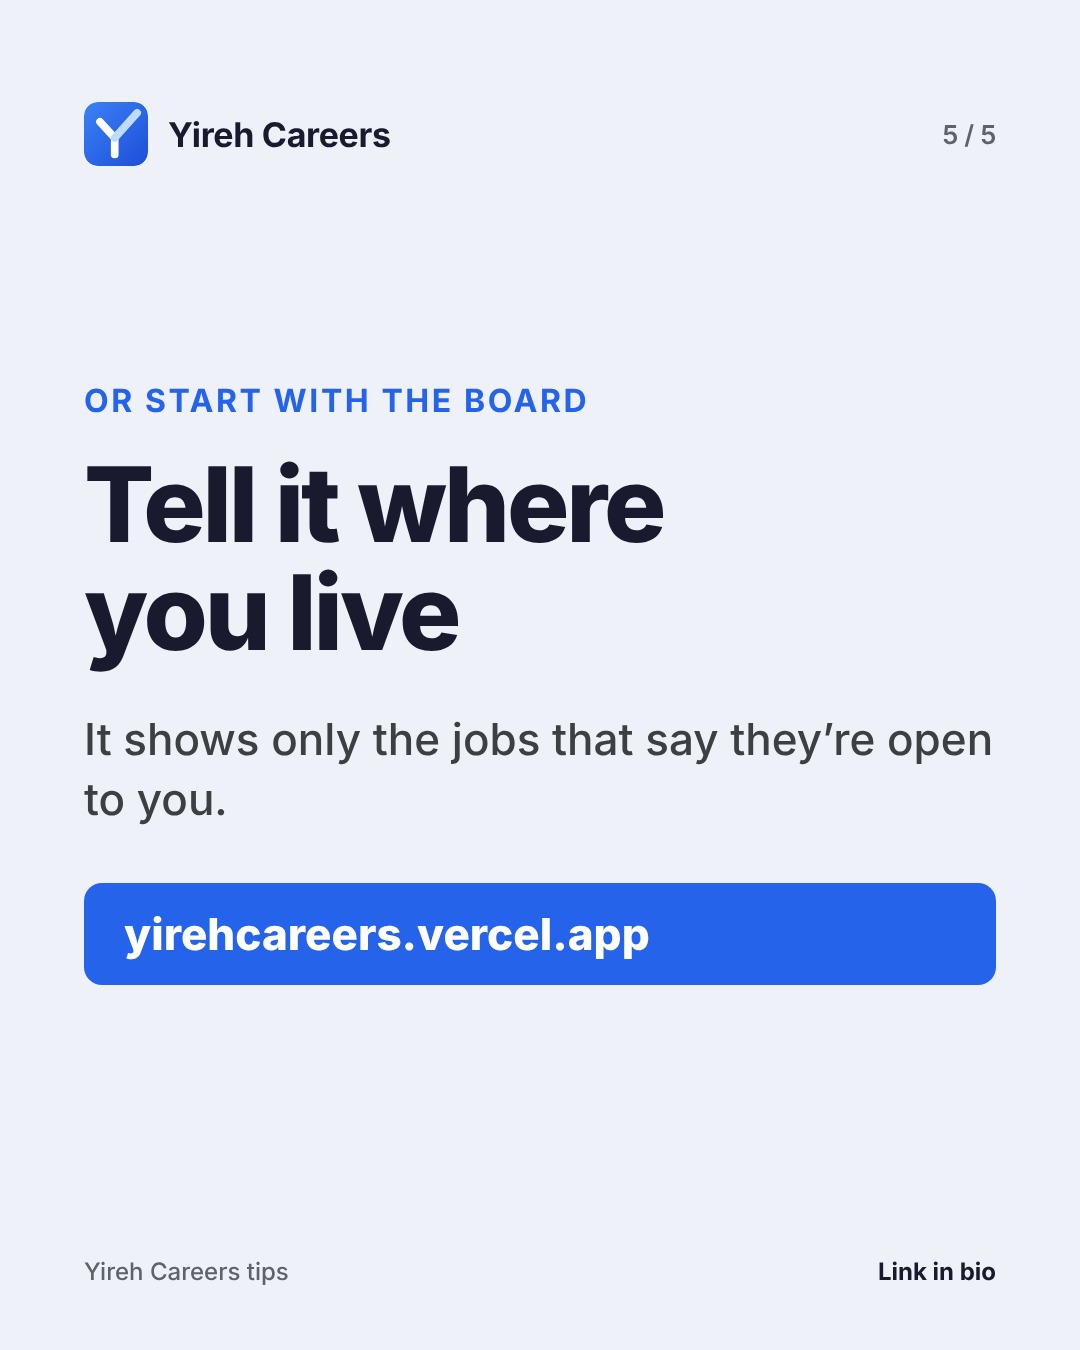 Yireh Careers
5 / 5
OR START WITH THE BOARD
Tell it where
you live
It shows only the jobs that say they’re open
to you.
yirehcareers.vercel.app
Yireh Careers tips
Link in bio